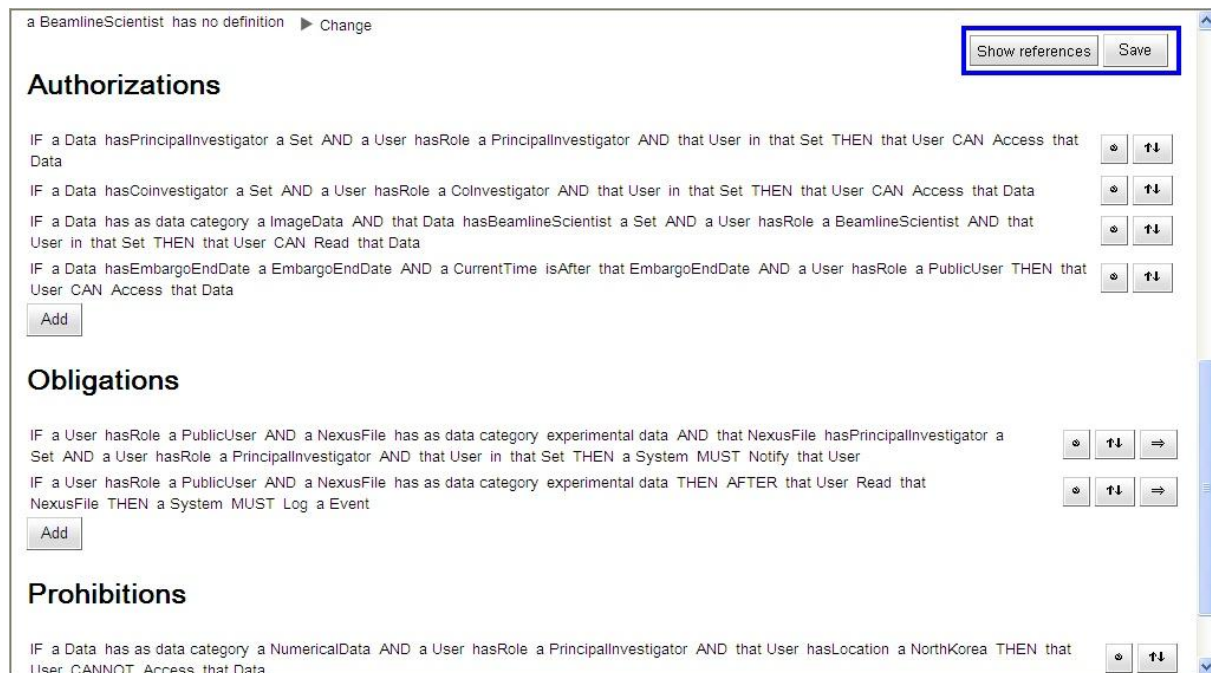 a BeamlineScientist has no definition ▶ Change
Show references Save
Authorizations
IF a Data hasPrincipalInvestigator a Set AND a User hasRole a PrincipalInvestigator AND that User in that Set THEN that User CAN Access that
Data
IF a Data hasCoinvestigator a Set AND a User hasRole a CoInvestigator AND that User in that Set THEN that User CAN Access that Data
IF a Data has as data category a ImageData AND that Data hasBeamlineScientist a Set AND a User hasRole a BeamlineScientist AND that
User in that Set THEN that User CAN Read that Data
IF a Data hasEmbargoEndDate a EmbargoEndDate AND a CurrentTime isAfter that EmbargoEndDate AND a User hasRole a PublicUser THEN that
User CAN Access that Data
Add
Obligations
IF a User hasRole a PublicUser AND a NexusFile has as data category experimental data AND that NexusFile hasPrincipalInvestigator a
Set AND a User hasRole a PrincipalInvestigator AND that User in that Set THEN a System MUST Notify that User
IF a User hasRole a PublicUser AND a NexusFile has as data category experimental data THEN AFTER that User Read that
NexusFile THEN a System MUST Log a Event
Add
Prohibitions
IF a Data has as data category a NumericalData AND a User hasRole a PrincipalInvestigator AND that User hasLocation a NorthKorea THEN that
User CANNOT Access that Data